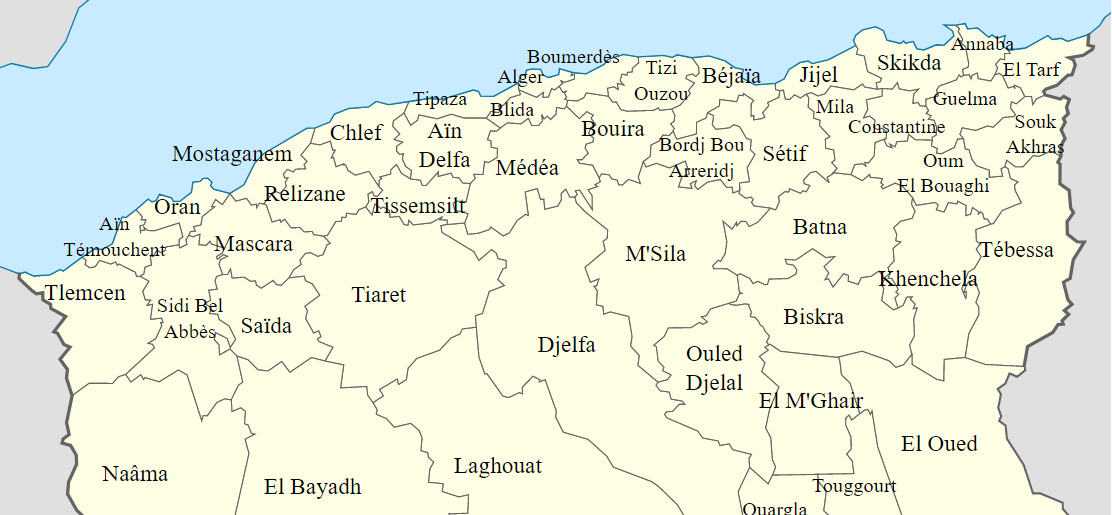 Annaba
Boumerdès
Skikda
Tizi
Ouzou
El Tarf
Alger
Béjaïa
Jijel
Tipaza
Blida
Mila
Guelma
Chlef
Aïn
Delfa
Bouira
Constantine
Souk
Akhras
Mostaganem
Médéa
Bordj Bou
Arreridj
Sétif
Oum
El Bouaghi
Relizane
Tissemsilt
Oran
Aïn
Témouchent
Mascara
M'Sila
Batna
Tébessa
Tlemcen
Tiaret
Khenchela
Sidi Bel
Abbès
Saïda
Biskra
Djelfa
Ouled
Djelal
El M'Ghair
El Oued
Naâma
El Bayadh
Laghouat
Touggourt
Ouargla